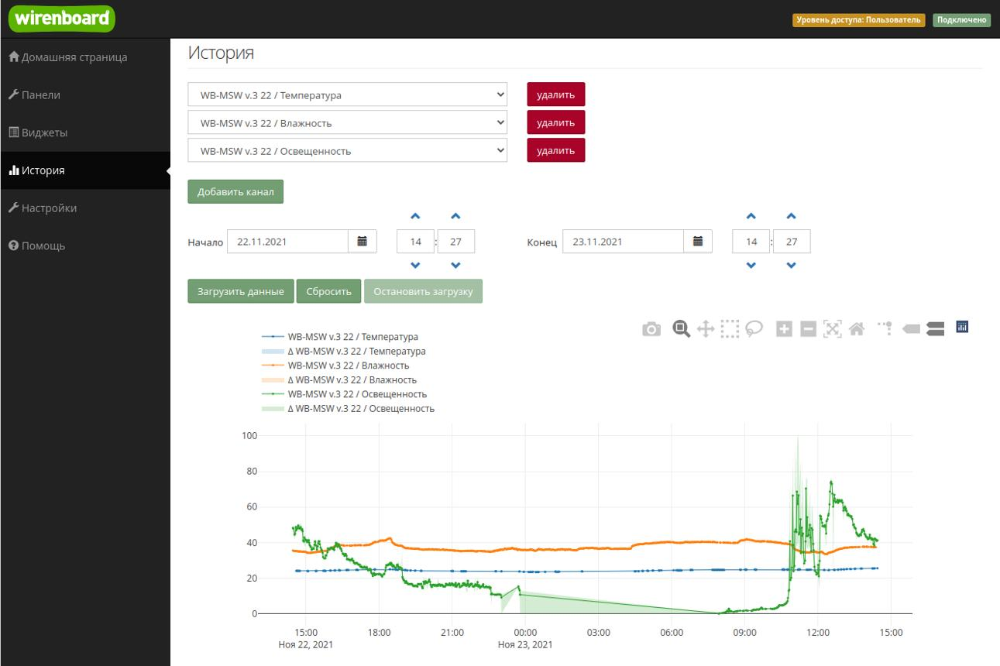 wirenboard
Уровень доступа: Пользователь
Подключено
Домашняя страница
Панели
Виджеты
История
Настройки
Помощь
История
WB-MSW v.3 22 / Температура
удалить
WB-MSW v.3 22 / Влажность
удалить
WB-MSW v.3 22 / Освещенность
удалить
Добавить канал
Начало 22.11.2021 14 : 27
Конец 23.11.2021 14 : 27
Загрузить данные
Сбросить
Остановить загрузку
WB-MSW v.3 22 / Температура
Δ WB-MSW v.3 22 / Температура
WB-MSW v.3 22 / Влажность
Δ WB-MSW v.3 22 / Влажность
WB-MSW v.3 22 / Освещенность
Δ WB-MSW v.3 22 / Освещенность
100
80
60
40
20
0
15:00 18:00 21:00 00:00 03:00 06:00 09:00 12:00 15:00
Ноя 22, 2021 Ноя 23, 2021